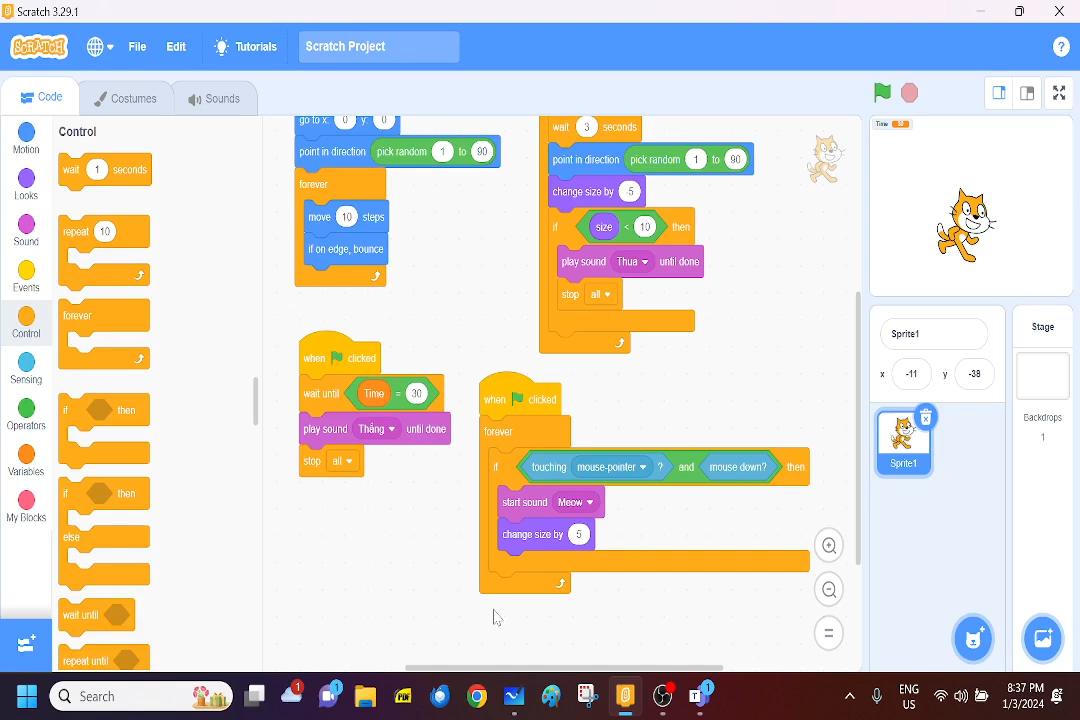 Scratch 3.29.1
SCRATCH File Edit Tutorials Scratch Project ?
Code Costumes Sounds
Motion
Looks
Sound
Events
Control
Sensing
Operators
Variables
My Blocks
Control
wait 1 seconds
repeat 10
forever
if then
if then
else
wait until
repeat until
go to x: 0 y: 0
point in direction pick random 1 to 90
forever
move 10 steps
if on edge, bounce
wait 3 seconds
point in direction pick random 1 to 90
change size by -5
if size < 10 then
play sound Thua until done
stop all
when clicked
wait until Time = 30
play sound Thắng until done
stop all
when clicked
forever
if touching mouse-pointer ? and mouse down? then
start sound Meow
change size by 5
Time
Sprite1
x -11 y -38
Sprite1
Stage
Backdrops
1
Search
1
1
PDF
1
ENG
US
8:37 PM
1/3/2024